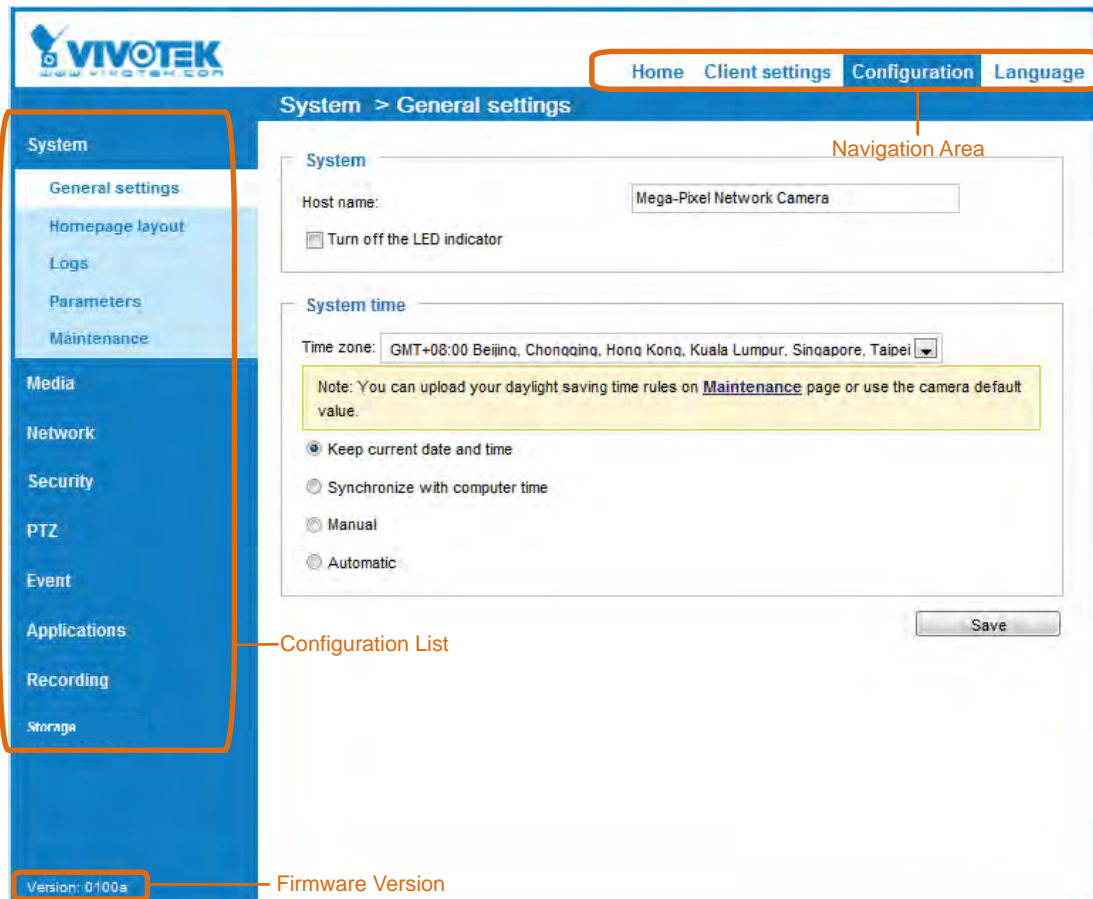 VIVOTEK
www.vivotek.com
Home Client settings Configuration Language
System > General settings
Navigation Area
System
General settings
Homepage layout
Logs
Parameters
Maintenance
Media
Network
Security
PTZ
Event
Applications
Recording
Storage
Configuration List
System
Host name: Mega-Pixel Network Camera
Turn off the LED indicator
System time
Time zone: GMT+08:00 Beijing, Chongqing, Hong Kong, Kuala Lumpur, Singapore, Taipei
Note: You can upload your daylight saving time rules on Maintenance page or use the camera default
value.
Keep current date and time
Synchronize with computer time
Manual
Automatic
Save
Version: 0100a
Firmware Version